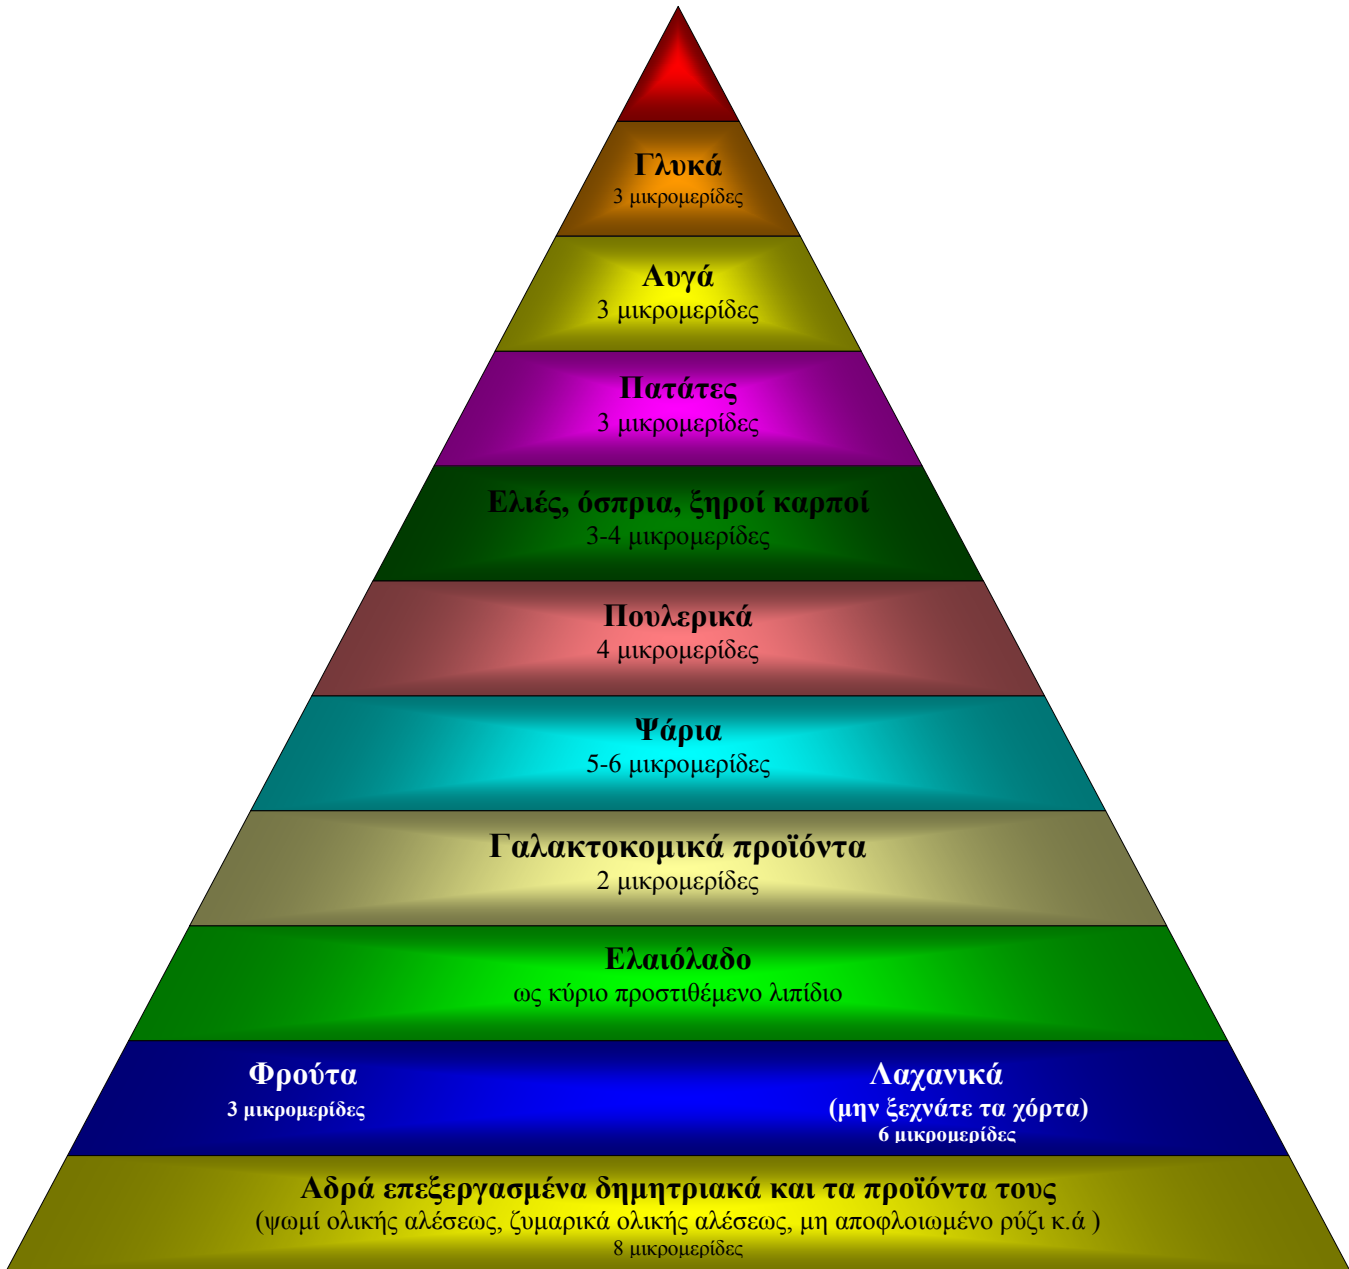 Γλυκά
3 μικρομερίδες
Αυγά
3 μικρομερίδες
Πατάτες
3 μικρομερίδες
Ελιές, όσπρια, ξηροί καρποί
3-4 μικρομερίδες
Πουλερικά
4 μικρομερίδες
Ψάρια
5-6 μικρομερίδες
Γαλακτοκομικά προϊόντα
2 μικρομερίδες
Ελαιόλαδο
ως κύριο προστιθέμενο λιπίδιο
Φρούτα
3 μικρομερίδες
Λαχανικά
(μην ξεχνάτε τα χόρτα)
6 μικρομερίδες
Αδρά επεξεργασμένα δημητριακά και τα προϊόντα τους
(ψωμί ολικής αλέσεως, ζυμαρικά ολικής αλέσεως, μη αποφλοιωμένο ρύζι κ.ά )
8 μικρομερίδες